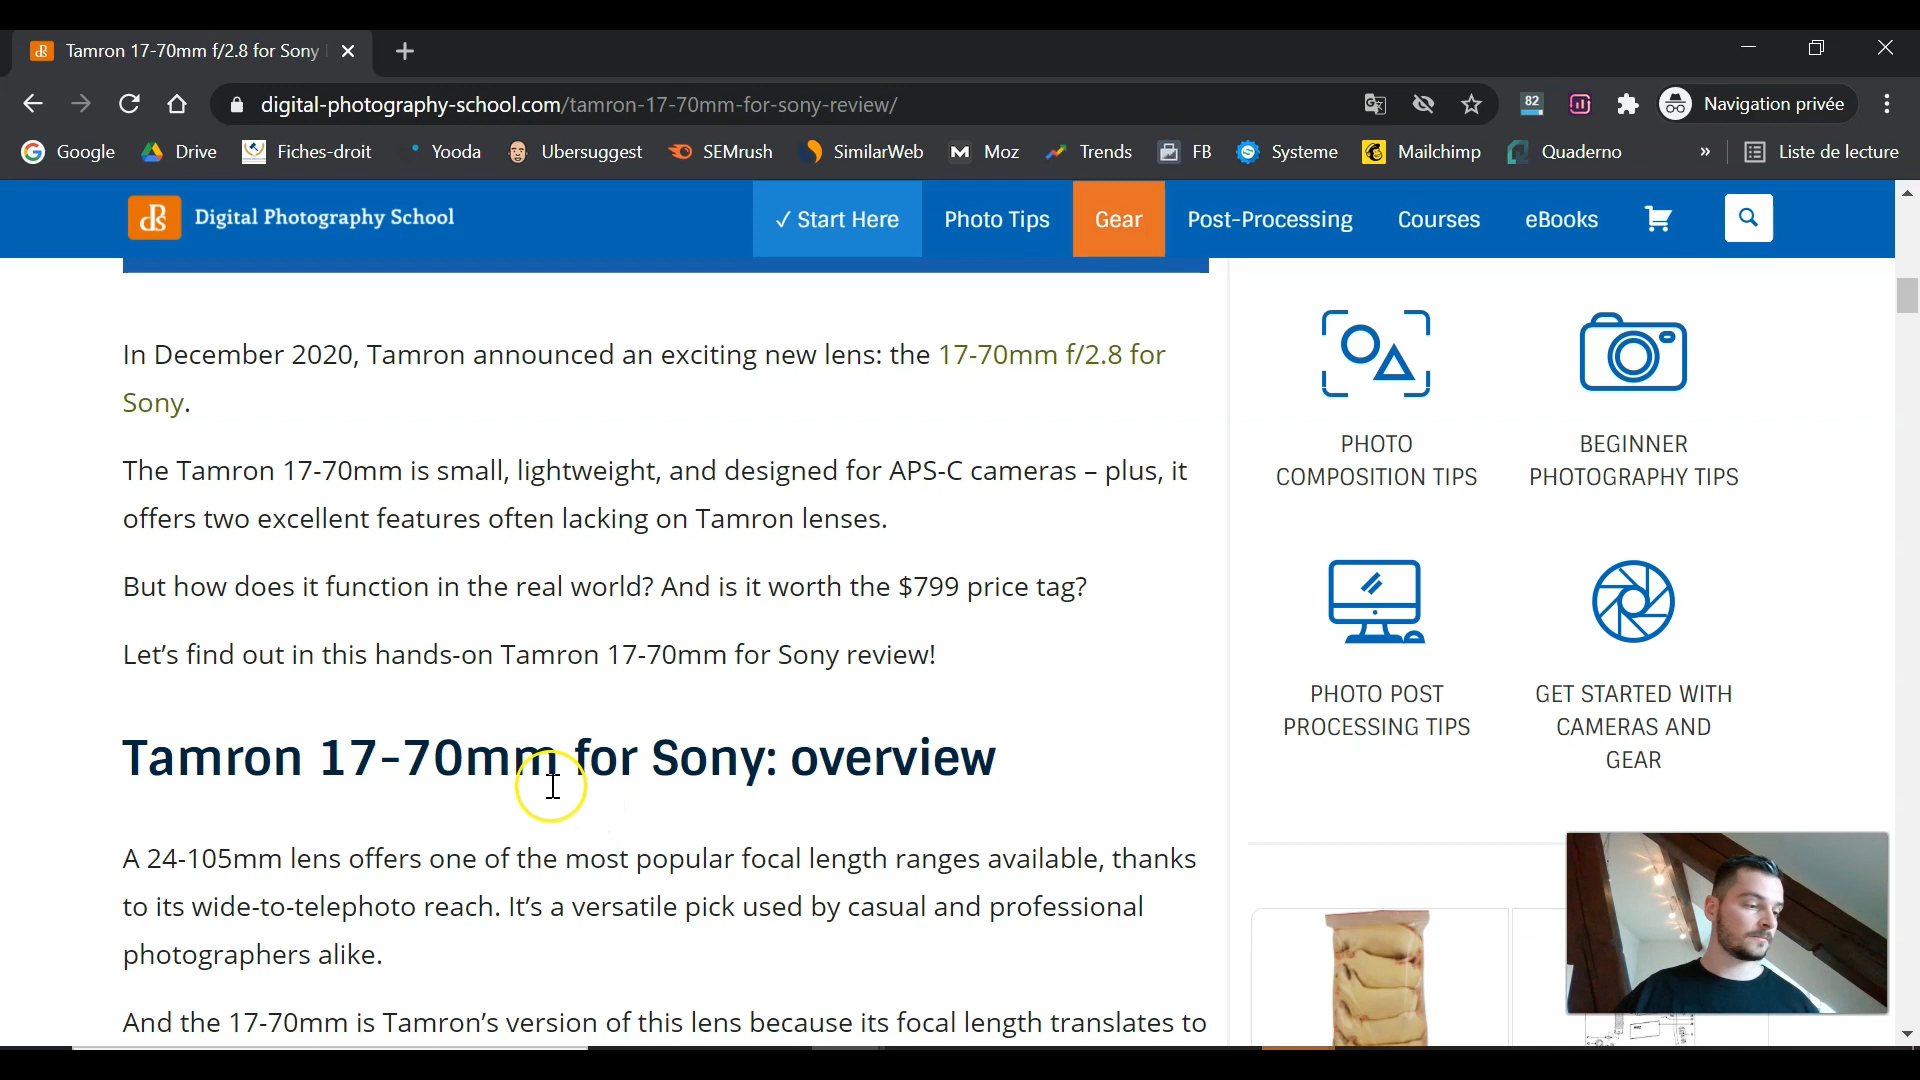 Tamron 17-70mm f/2.8 for Sony
digital-photography-school.com/tamron-17-70mm-for-sony-review/
82
Navigation privée
Google
Drive
Fiches-droit
Yooda
Ubersuggest
SEMrush
SimilarWeb
Moz
Trends
FB
Systeme
Mailchimp
Quaderno
»
Liste de lecture
dPS
Digital Photography School
✓ Start Here
Photo Tips
Gear
Post-Processing
Courses
eBooks
In December 2020, Tamron announced an exciting new lens: the 17-70mm f/2.8 for
Sony.
The Tamron 17-70mm is small, lightweight, and designed for APS-C cameras – plus, it
offers two excellent features often lacking on Tamron lenses.
But how does it function in the real world? And is it worth the $799 price tag?
Let's find out in this hands-on Tamron 17-70mm for Sony review!
Tamron 17-70mm for Sony: overview
A 24-105mm lens offers one of the most popular focal length ranges available, thanks
to its wide-to-telephoto reach. It's a versatile pick used by casual and professional
photographers alike.
And the 17-70mm is Tamron's version of this lens because its focal length translates to
PHOTO
COMPOSITION TIPS
BEGINNER
PHOTOGRAPHY TIPS
PHOTO POST
PROCESSING TIPS
GET STARTED WITH
CAMERAS AND
GEAR